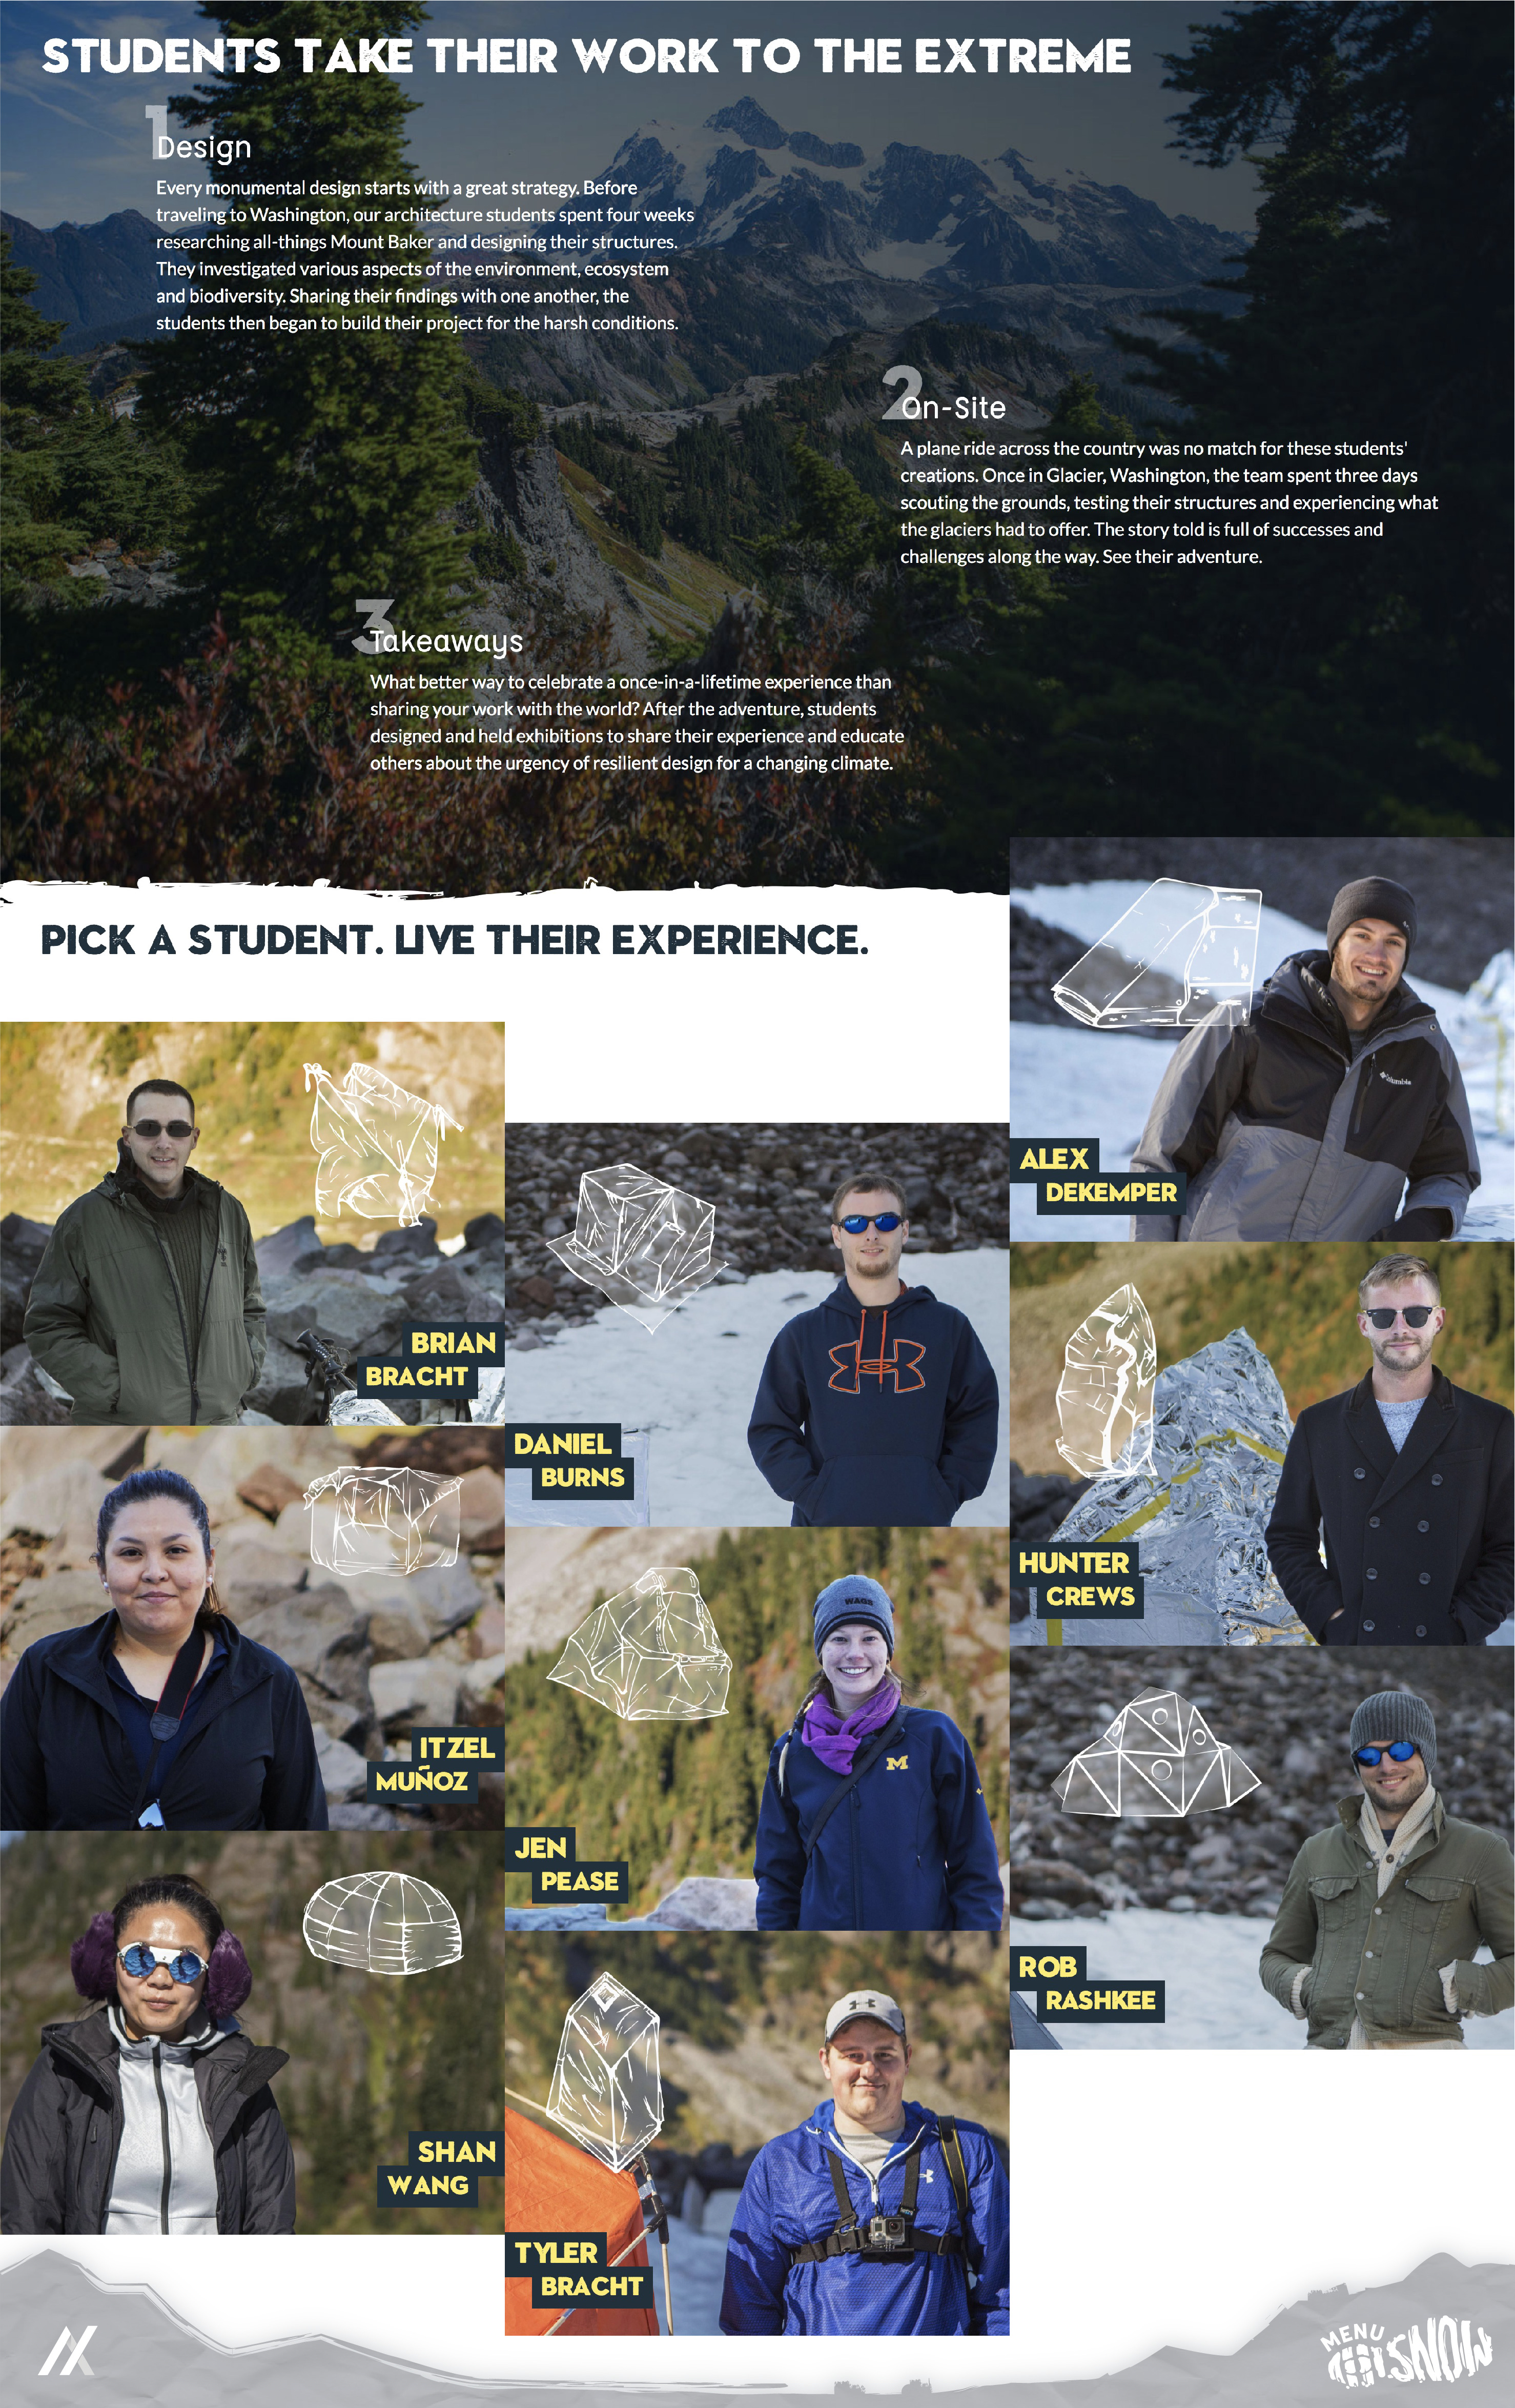 STUDENTS TAKE THEIR WORK TO THE EXTREME
1
Design
Every monumental design starts with a great strategy. Before
traveling to Washington, our architecture students spent four weeks
researching all-things Mount Baker and designing their structures.
They investigated various aspects of the environment, ecosystem
and biodiversity. Sharing their findings with one another, the
students then began to build their project for the harsh conditions.
2
On-Site
A plane ride across the country was no match for these students'
creations. Once in Glacier, Washington, the team spent three days
scouting the grounds, testing their structures and experiencing what
the glaciers had to offer. The story told is full of successes and
challenges along the way. See their adventure.
3
Takeaways
What better way to celebrate a once-in-a-lifetime experience than
sharing your work with the world? After the adventure, students
designed and held exhibitions to share their experience and educate
others about the urgency of resilient design for a changing climate.
PICK A STUDENT. LIVE THEIR EXPERIENCE.
Columbia
ALEX
DEKEMPER
BRIAN
BRACHT
DANIEL
BURNS
HUNTER
CREWS
ITZEL
MUÑOZ
WAGS
M
JEN
PEASE
ROB
RASHKEE
SHAN
WANG
TYLER
BRACHT
MENU
SNOW